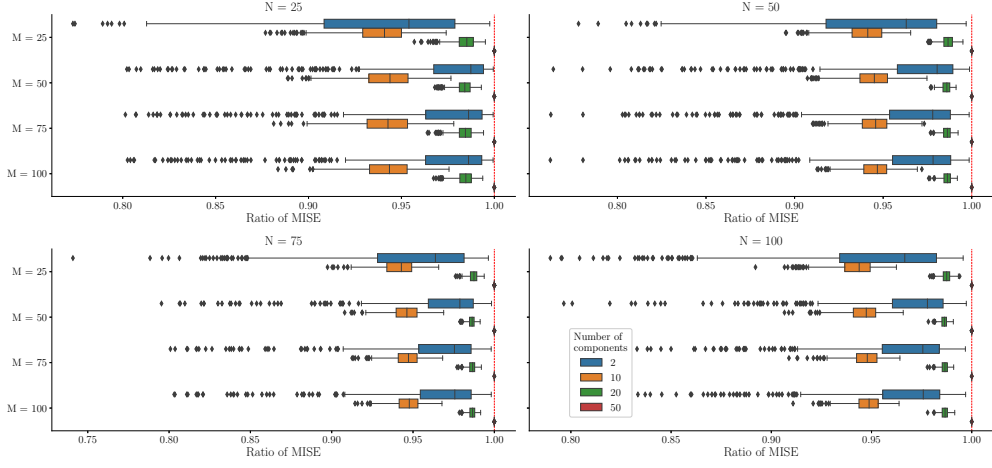 N = 25
M = 25
M = 50
M = 75
M = 100
0.80 0.85 0.90 0.95 1.00
Ratio of MISE
N = 50
0.80 0.85 0.90 0.95 1.00
Ratio of MISE
N = 75
M = 25
M = 50
M = 75
M = 100
0.75 0.80 0.85 0.90 0.95 1.00
Ratio of MISE
N = 100
Number of
components
2
10
20
50
0.80 0.85 0.90 0.95 1.00
Ratio of MISE